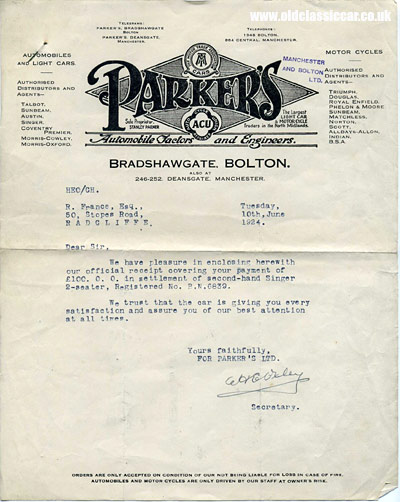 www.oldclassiccar.co.uk
TELEGRAMS:
PARKER'S, BRADSHAWGATE
BOLTON
PARKER'S, DEANSGATE,
MANCHESTER.
TELEPHONE:
1348 BOLTON.
864 CENTRAL, MANCHESTER.
AUTOMOBILES
AND LIGHT CARS.
AUTHORISED
DISTRIBUTORS AND
AGENTS—
TALBOT,
SUNBEAM,
AUSTIN,
SINGER,
COVENTRY
PREMIER,
MORRIS-COWLEY,
MORRIS-OXFORD.
CARS
PARKER'S
Sole Proprietor,
STANLEY PARKER
ACU
The Largest
LIGHT CAR
& MOTORCYCLE
Traders in the North Midlands.
Automobile Factors and Engineers.
MANCHESTER
AND BOLTON
LTD.
MOTOR CYCLES
AUTHORISED
DISTRIBUTORS AND
AGENTS—
TRIUMPH,
DOUGLAS,
ROYAL ENFIELD,
PHELON & MOORE
SUNBEAM,
MATCHLESS,
NORTON,
SCOTT,
ALLDAYS-ALLON,
INDIAN,
B.S.A.
BRADSHAWGATE, BOLTON.
ALSO AT
246-252, DEANSGATE, MANCHESTER.
HEO/GH.
R. France, Esq.,
50, Stopes Road,
RADCLIFFE.
Tuesday,
10th, June
1924.
Dear Sir,
We have pleasure in enclosing herewith
our official receipt covering your payment of
£100. 0. 0. in settlement of second-hand Singer
2-seater, Registered No. B.N.6839.
We trust that the car is giving you every
satisfaction and assure you of our best attention
at all times.
Yours faithfully,
FOR PARKER'S LTD.
Secretary.
ORDERS ARE ONLY ACCEPTED ON CONDITION OF OUR NOT BEING LIABLE FOR LOSS IN CASE OF FIRE.
AUTOMOBILES AND MOTOR CYCLES ARE ONLY DRIVEN BY OUR STAFF AT OWNER'S RISK.